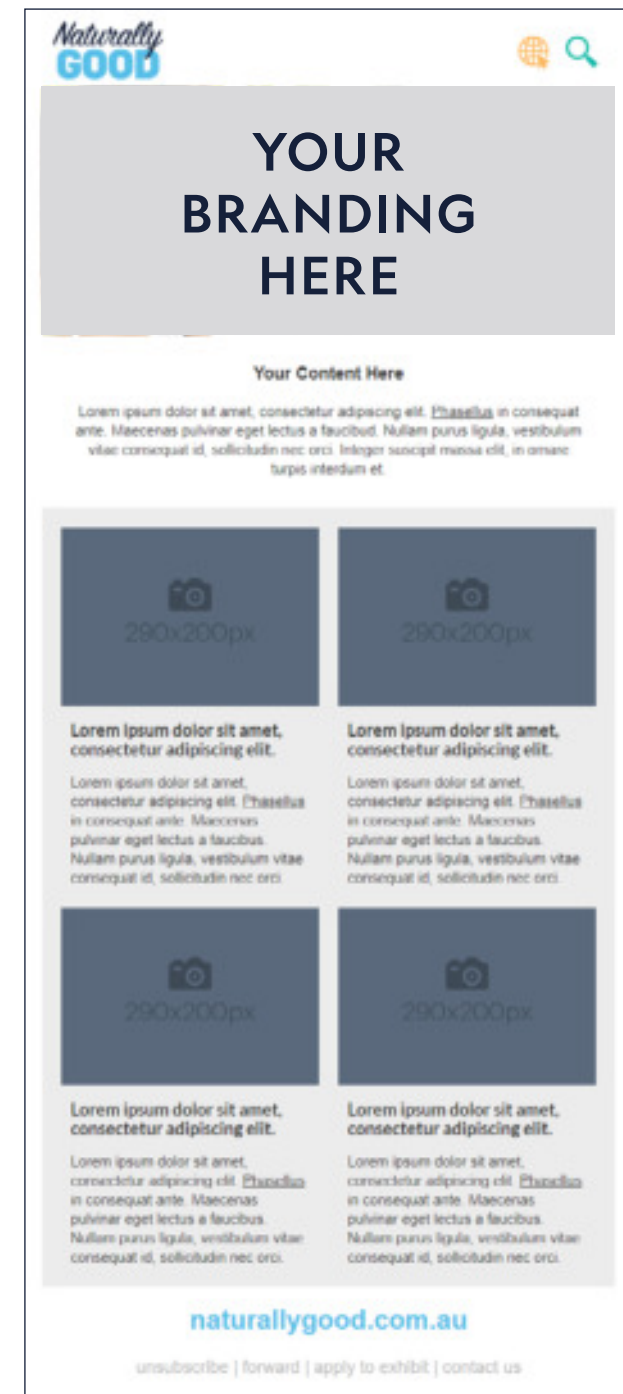 Naturally
GOOD
YOUR
BRANDING
HERE
Your Content Here
Lorem ipsum dolor sit amet, consectetur adipiscing elit. Phasellus in consequat
ante. Maecenas pulvinar eget lectus a faucibud. Nullam purus ligula, vestibulum
vitae consequat id, sollicitudin nec orci. Integer suscipit massa elit, in ornare
turpis interdum et.
290x200px
290x200px
Lorem ipsum dolor sit amet,
consectetur adipiscing elit.
Lorem ipsum dolor sit amet,
consectetur adipiscing elit. Phasellus
in consequat ante. Maecenas
pulvinar eget lectus a faucibus.
Nullam purus ligula, vestibulum vitae
consequat id, sollicitudin nec orci.
Lorem ipsum dolor sit amet,
consectetur adipiscing elit.
Lorem ipsum dolor sit amet,
consectetur adipiscing elit. Phasellus
in consequat ante. Maecenas
pulvinar eget lectus a faucibus.
Nullam purus ligula, vestibulum vitae
consequat id, sollicitudin nec orci.
290x200px
290x200px
Lorem ipsum dolor sit amet,
consectetur adipiscing elit.
Lorem ipsum dolor sit amet,
consectetur adipiscing elit. Phasellus
in consequat ante. Maecenas
pulvinar eget lectus a faucibus.
Nullam purus ligula, vestibulum vitae
consequat id, sollicitudin nec orci.
Lorem ipsum dolor sit amet,
consectetur adipiscing elit.
Lorem ipsum dolor sit amet,
consectetur adipiscing elit. Phasellus
in consequat ante. Maecenas
pulvinar eget lectus a faucibus.
Nullam purus ligula, vestibulum vitae
consequat id, sollicitudin nec orci.
naturallygood.com.au
unsubscribe | forward | apply to exhibit | contact us